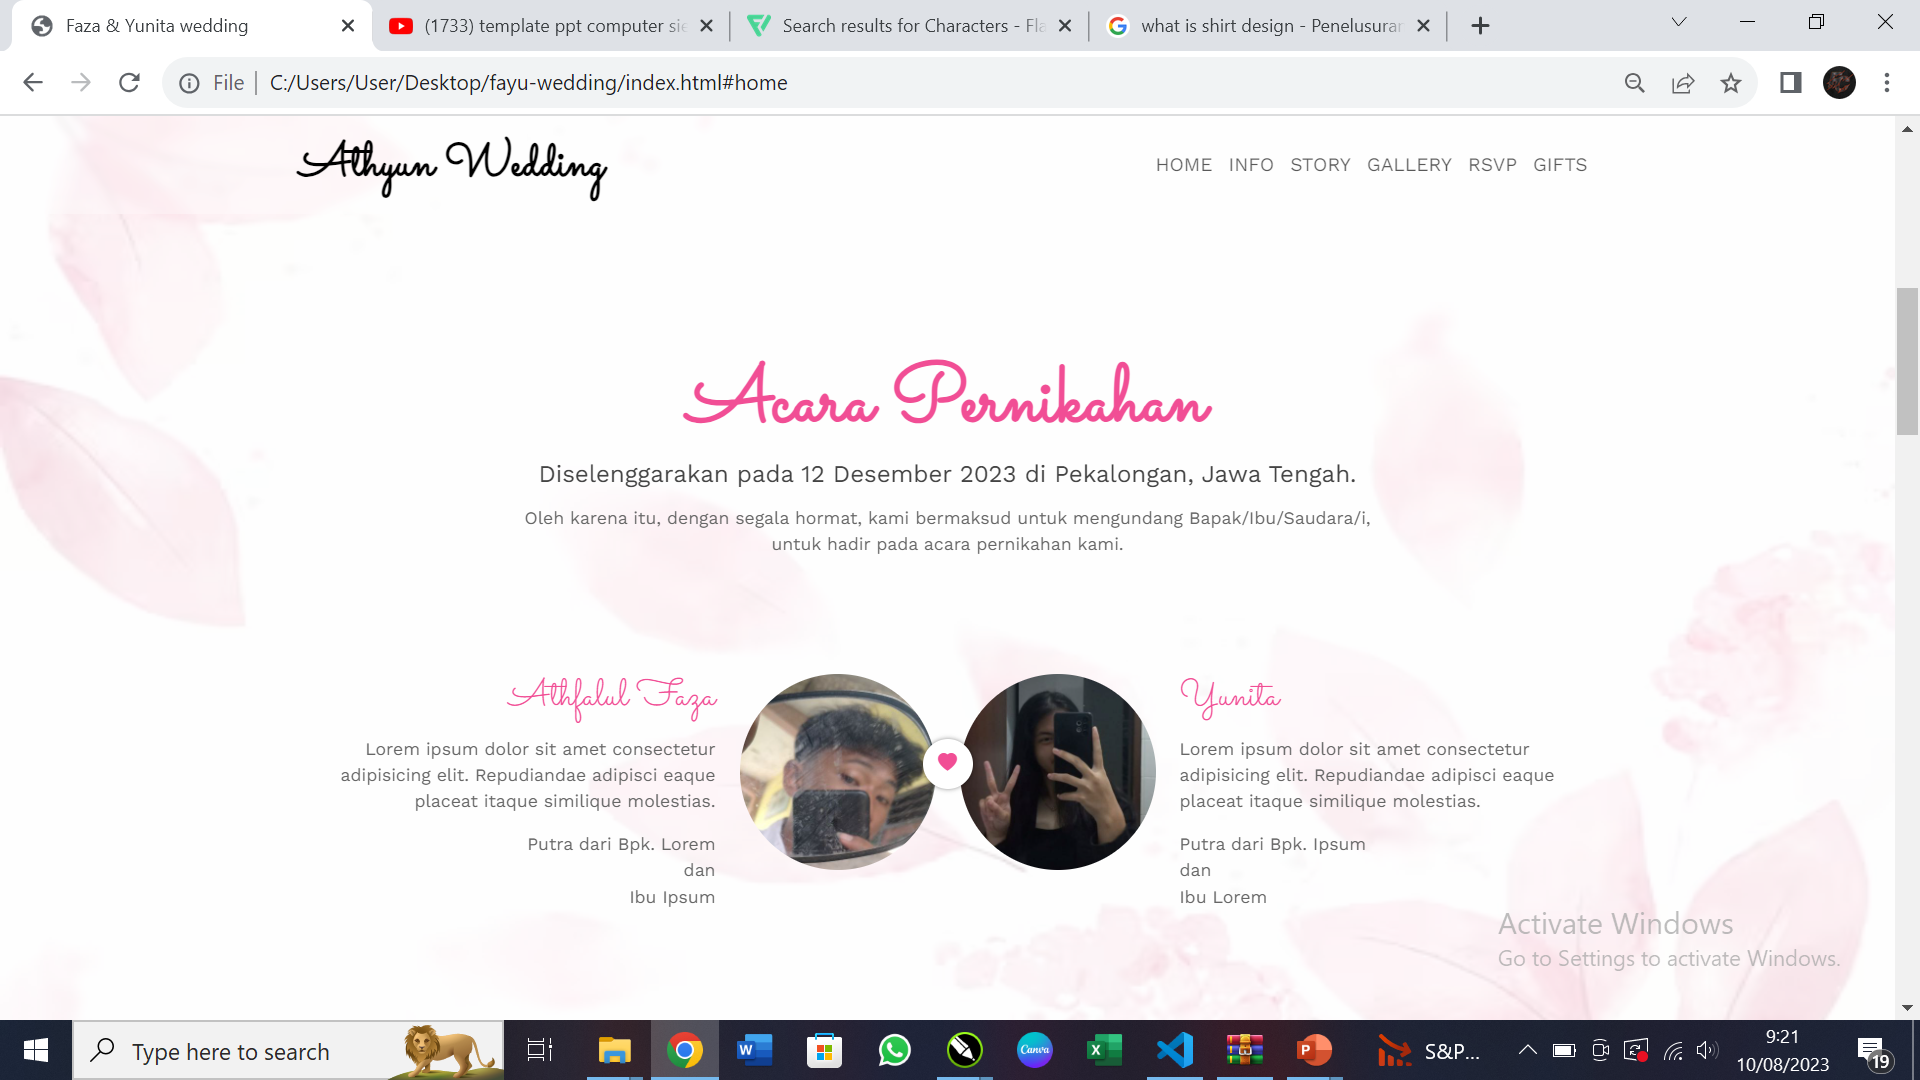 Faza & Yunita wedding
(1733) template ppt computer sie
Search results for Characters - Fla
what is shirt design - Penelusuran
File
C:/Users/User/Desktop/fayu-wedding/index.html#home
Athyun Wedding
HOME INFO STORY GALLERY RSVP GIFTS
Acara Pernikahan
Diselenggarakan pada 12 Desember 2023 di Pekalongan, Jawa Tengah.
Oleh karena itu, dengan segala hormat, kami bermaksud untuk mengundang Bapak/Ibu/Saudara/i,
untuk hadir pada acara pernikahan kami.
Athfalul Faza
Lorem ipsum dolor sit amet consectetur
adipisicing elit. Repudiandae adipisci eaque
placeat itaque similique molestias.
Putra dari Bpk. Lorem
dan
Ibu Ipsum
Yunita
Lorem ipsum dolor sit amet consectetur
adipisicing elit. Repudiandae adipisci eaque
placeat itaque similique molestias.
Putra dari Bpk. Ipsum
dan
Ibu Lorem
Activate Windows
Go to Settings to activate Windows.
Type here to search
Canva
S&P...
9:21
10/08/2023
19